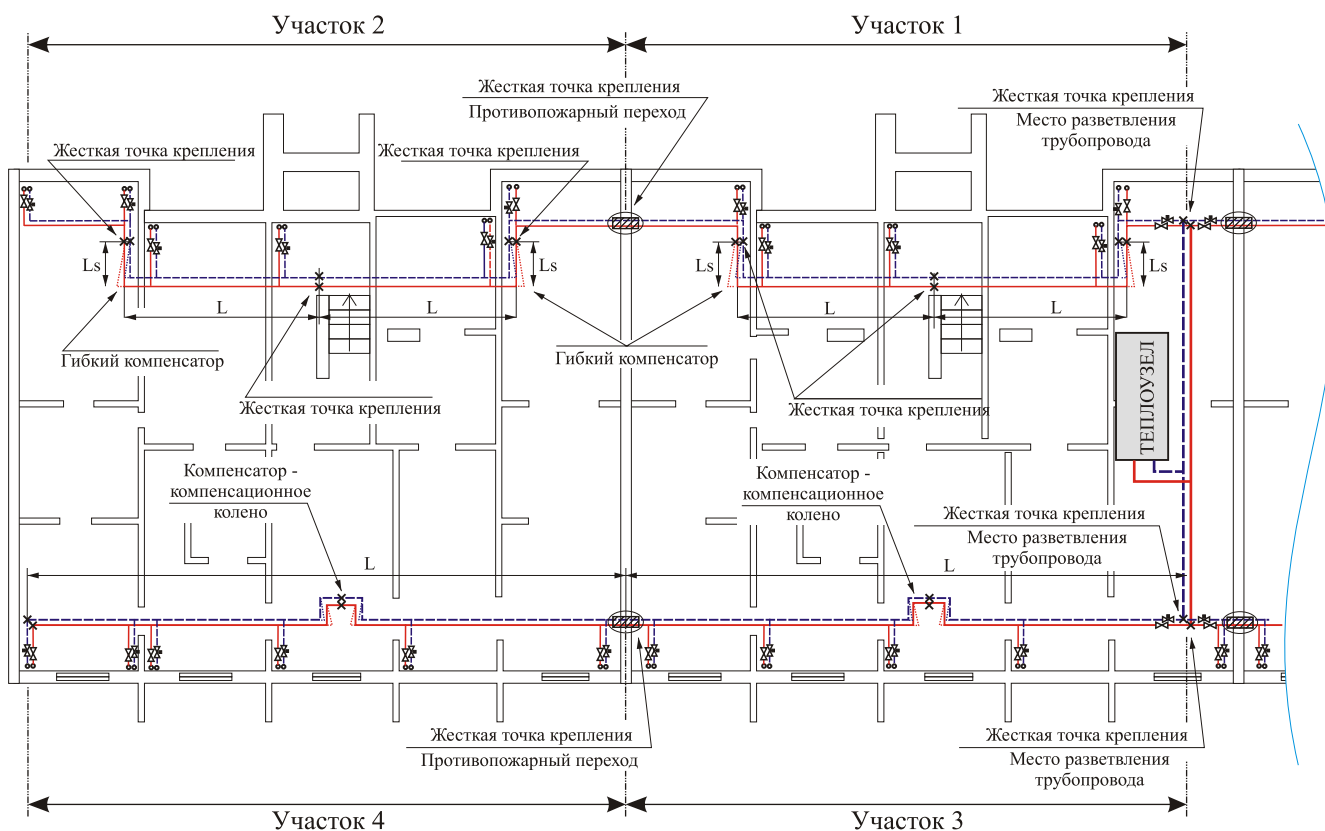 Участок 2
Участок 1
Жесткая точка крепления
Противопожарный переход
Жесткая точка крепления
Место разветвления
трубопровода
Жесткая точка крепления
Жесткая точка крепления
Ls
Ls
Ls
Ls
L
L
L
L
Гибкий компенсатор
Гибкий компенсатор
Жесткая точка крепления
Жесткая точка крепления
ТЕПЛОУЗЕЛ
Компенсатор -
компенсационное
колено
Компенсатор -
компенсационное
колено
Жесткая точка крепления
Место разветвления
трубопровода
L
L
Жесткая точка крепления
Противопожарный переход
Жесткая точка крепления
Место разветвления
трубопровода
Участок 4
Участок 3